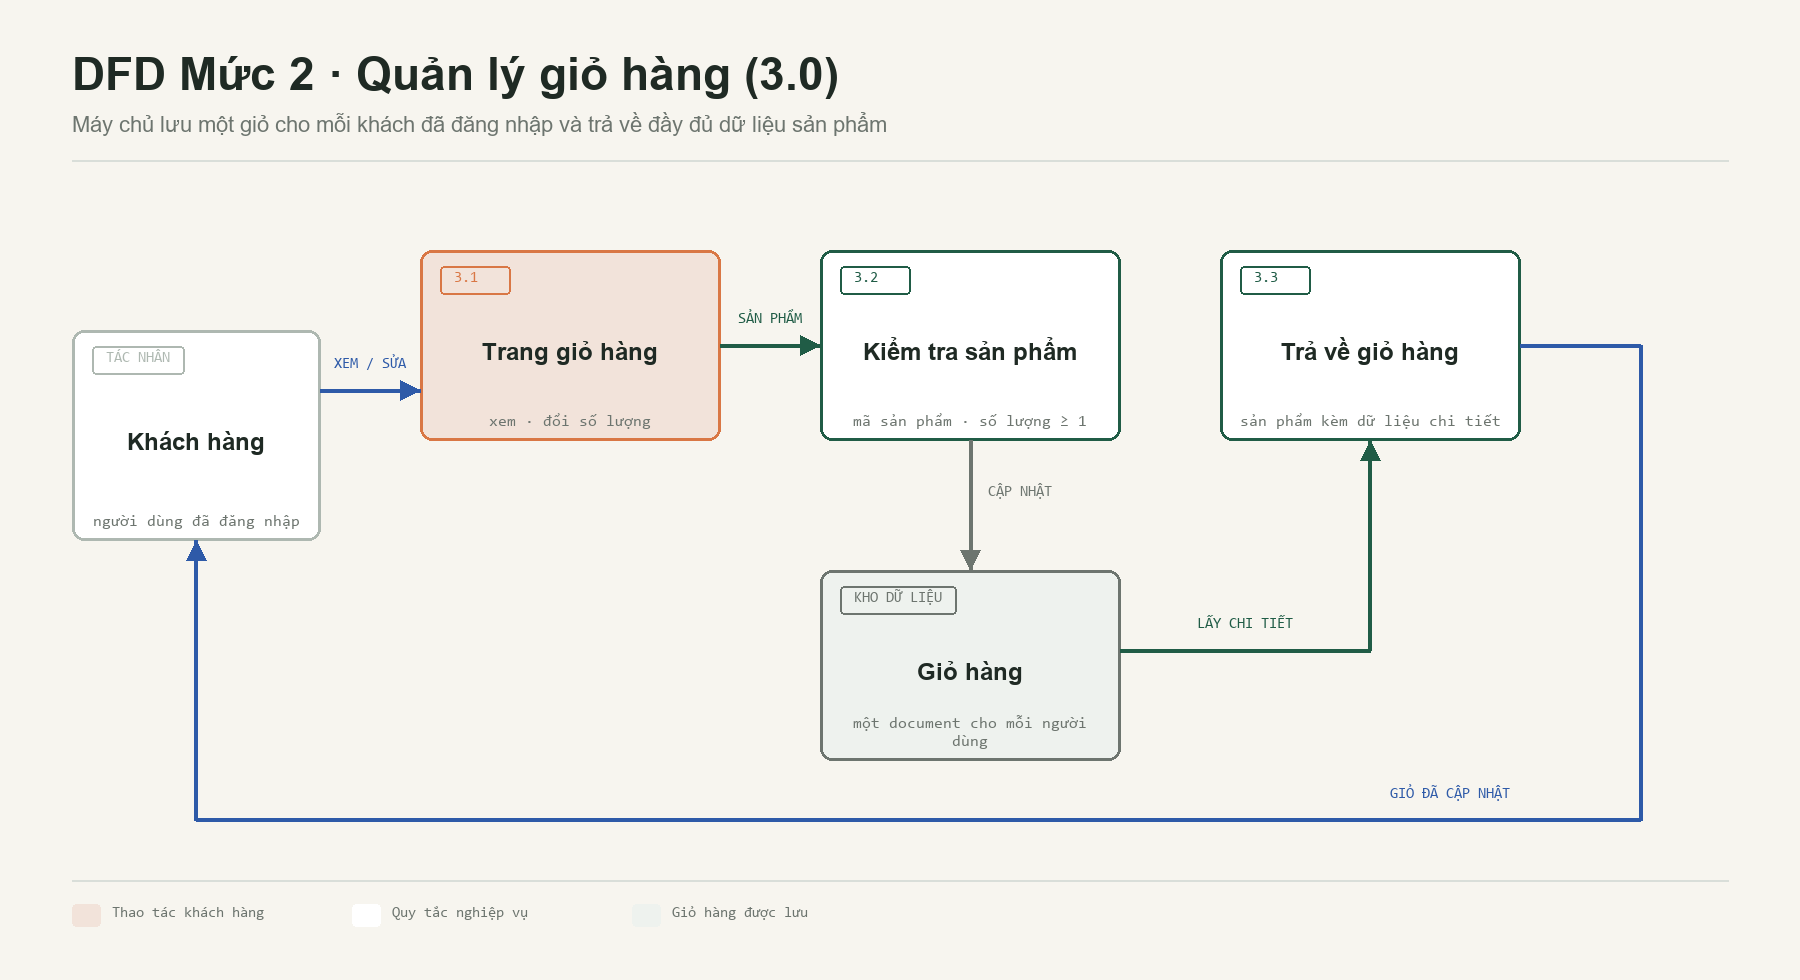 DFD Mức 2 · Quản lý giỏ hàng (3.0)
Máy chủ lưu một giỏ cho mỗi khách đã đăng nhập và trả về đầy đủ dữ liệu sản phẩm
TÁC NHÂN
Khách hàng
người dùng đã đăng nhập
XEM / SỬA
3.1
Trang giỏ hàng
xem · đổi số lượng
SẢN PHẨM
3.2
Kiểm tra sản phẩm
mã sản phẩm · số lượng ≥ 1
3.3
Trả về giỏ hàng
sản phẩm kèm dữ liệu chi tiết
CẬP NHẬT
KHO DỮ LIỆU
Giỏ hàng
một document cho mỗi người
dùng
LẤY CHI TIẾT
GIỎ ĐÃ CẬP NHẬT
Thao tác khách hàng
Quy tắc nghiệp vụ
Giỏ hàng được lưu